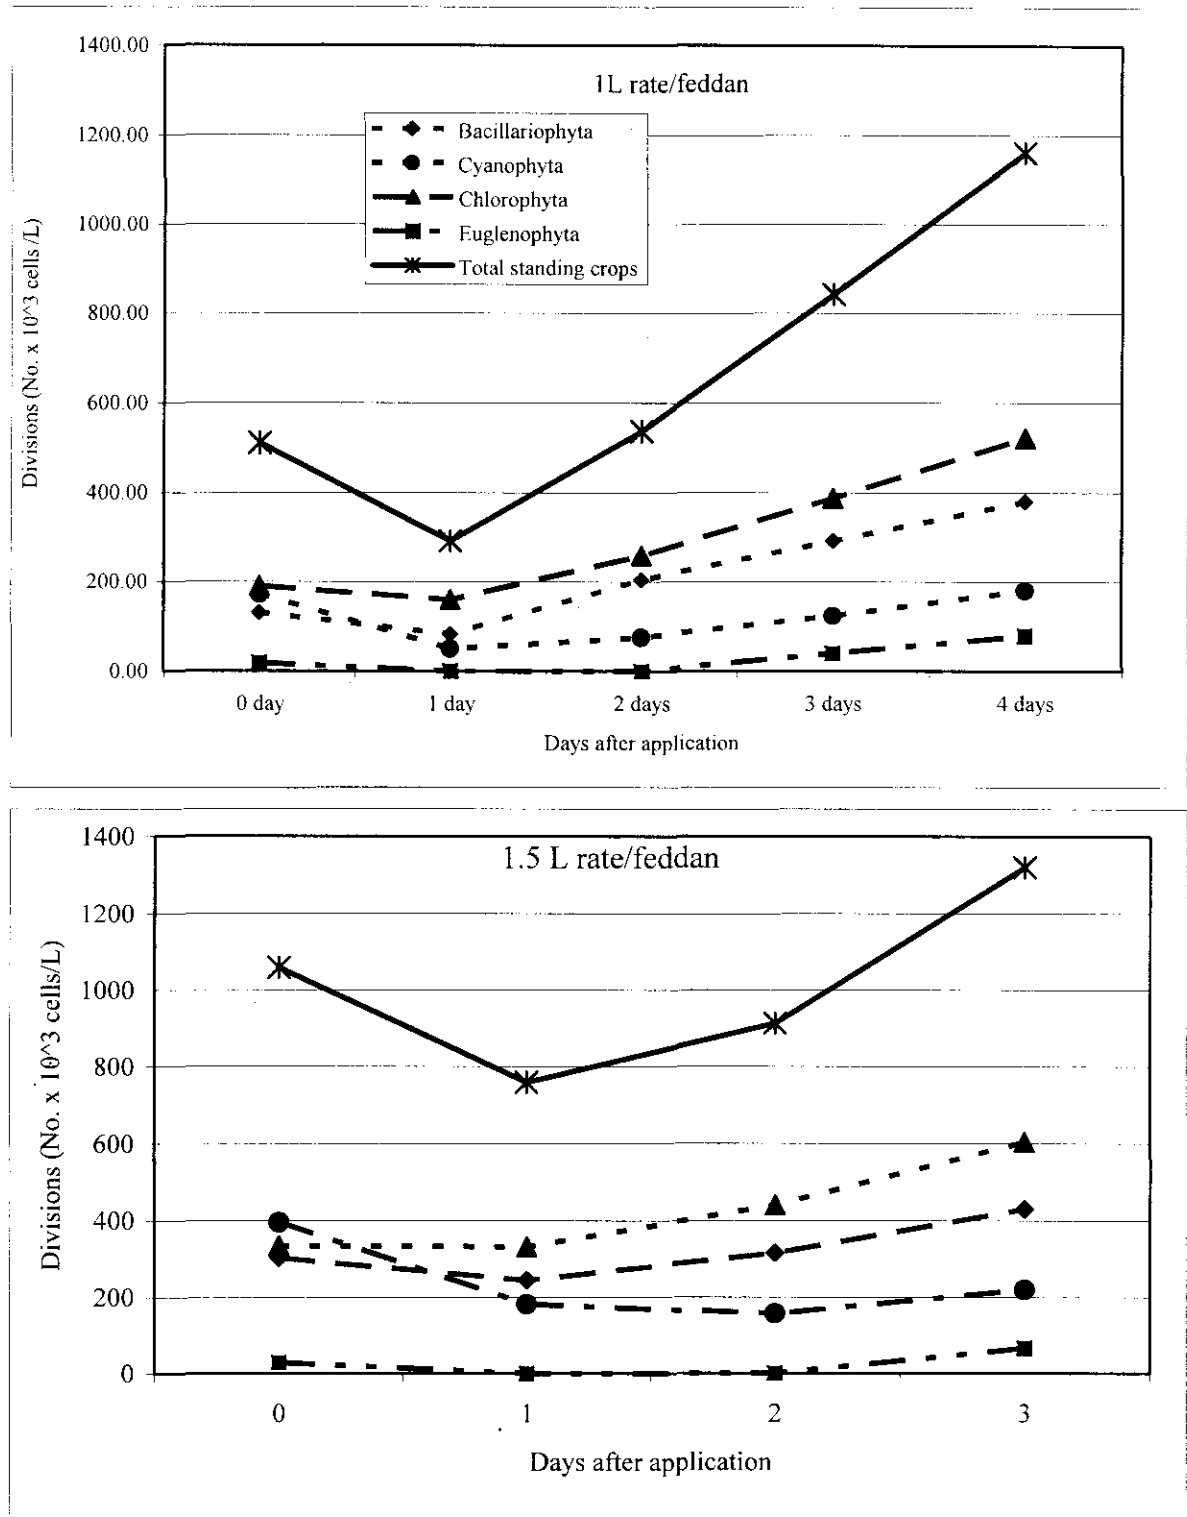 1400.00
1200.00
1000.00
800.00
600.00
400.00
200.00
0.00
Divisions (No. x 10^3 cells /L)
1L rate/feddan
Bacillariophyta
Cyanophyta
Chlorophyta
Euglenophyta
Total standing crops
0 day 1 day 2 days 3 days 4 days
Days after application
1400
1200
1000
800
600
400
200
0
Divisions (No. x 10^3 cells/L)
1.5 L rate/feddan
0 1 2 3
Days after application